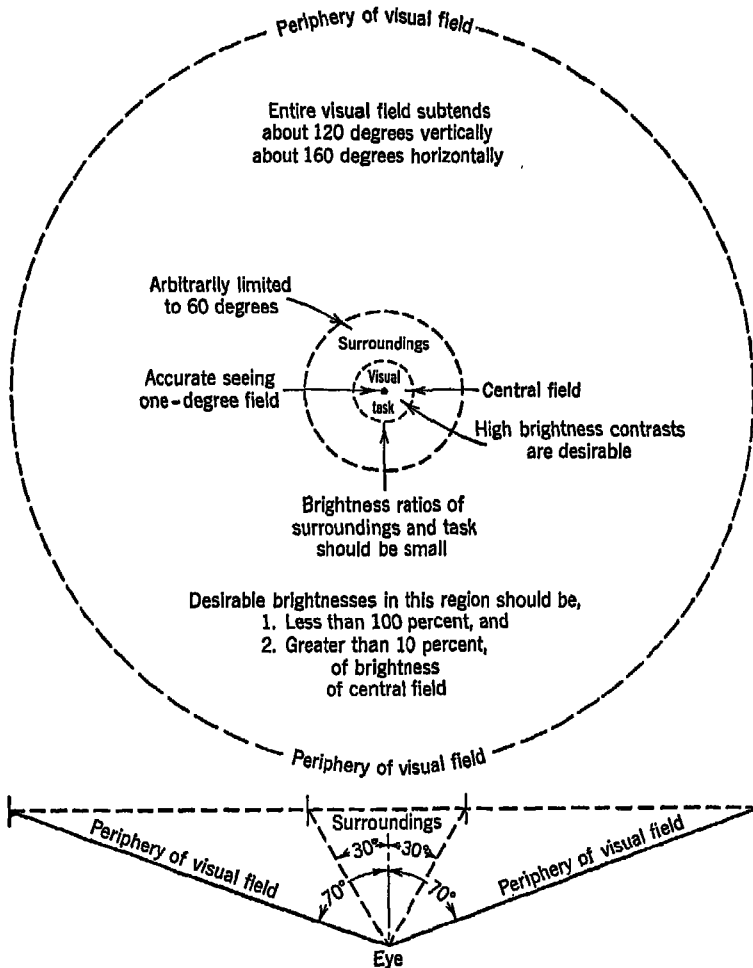 Periphery of visual field
Entire visual field subtends
about 120 degrees vertically
about 160 degrees horizontally
Arbitrarily limited
to 60 degrees
Surroundings
Accurate seeing
one-degree field
Visual
task
Central field
High brightness contrasts
are desirable
Brightness ratios of
surroundings and task
should be small
Desirable brightnesses in this region should be,
1. Less than 100 percent, and
2. Greater than 10 percent,
of brightness
of central field
Periphery of visual field
Surroundings
Periphery of visual field
30° 30°
Periphery of visual field
70° 70°
Eye